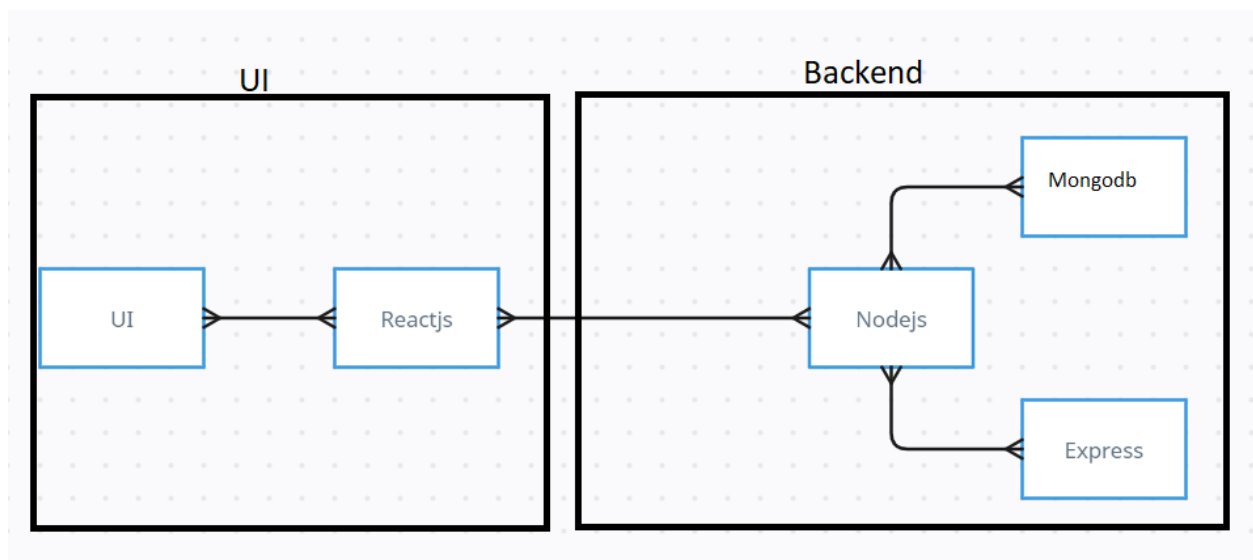 UI
Backend
Mongodb
UI
Reactjs
Nodejs
Express